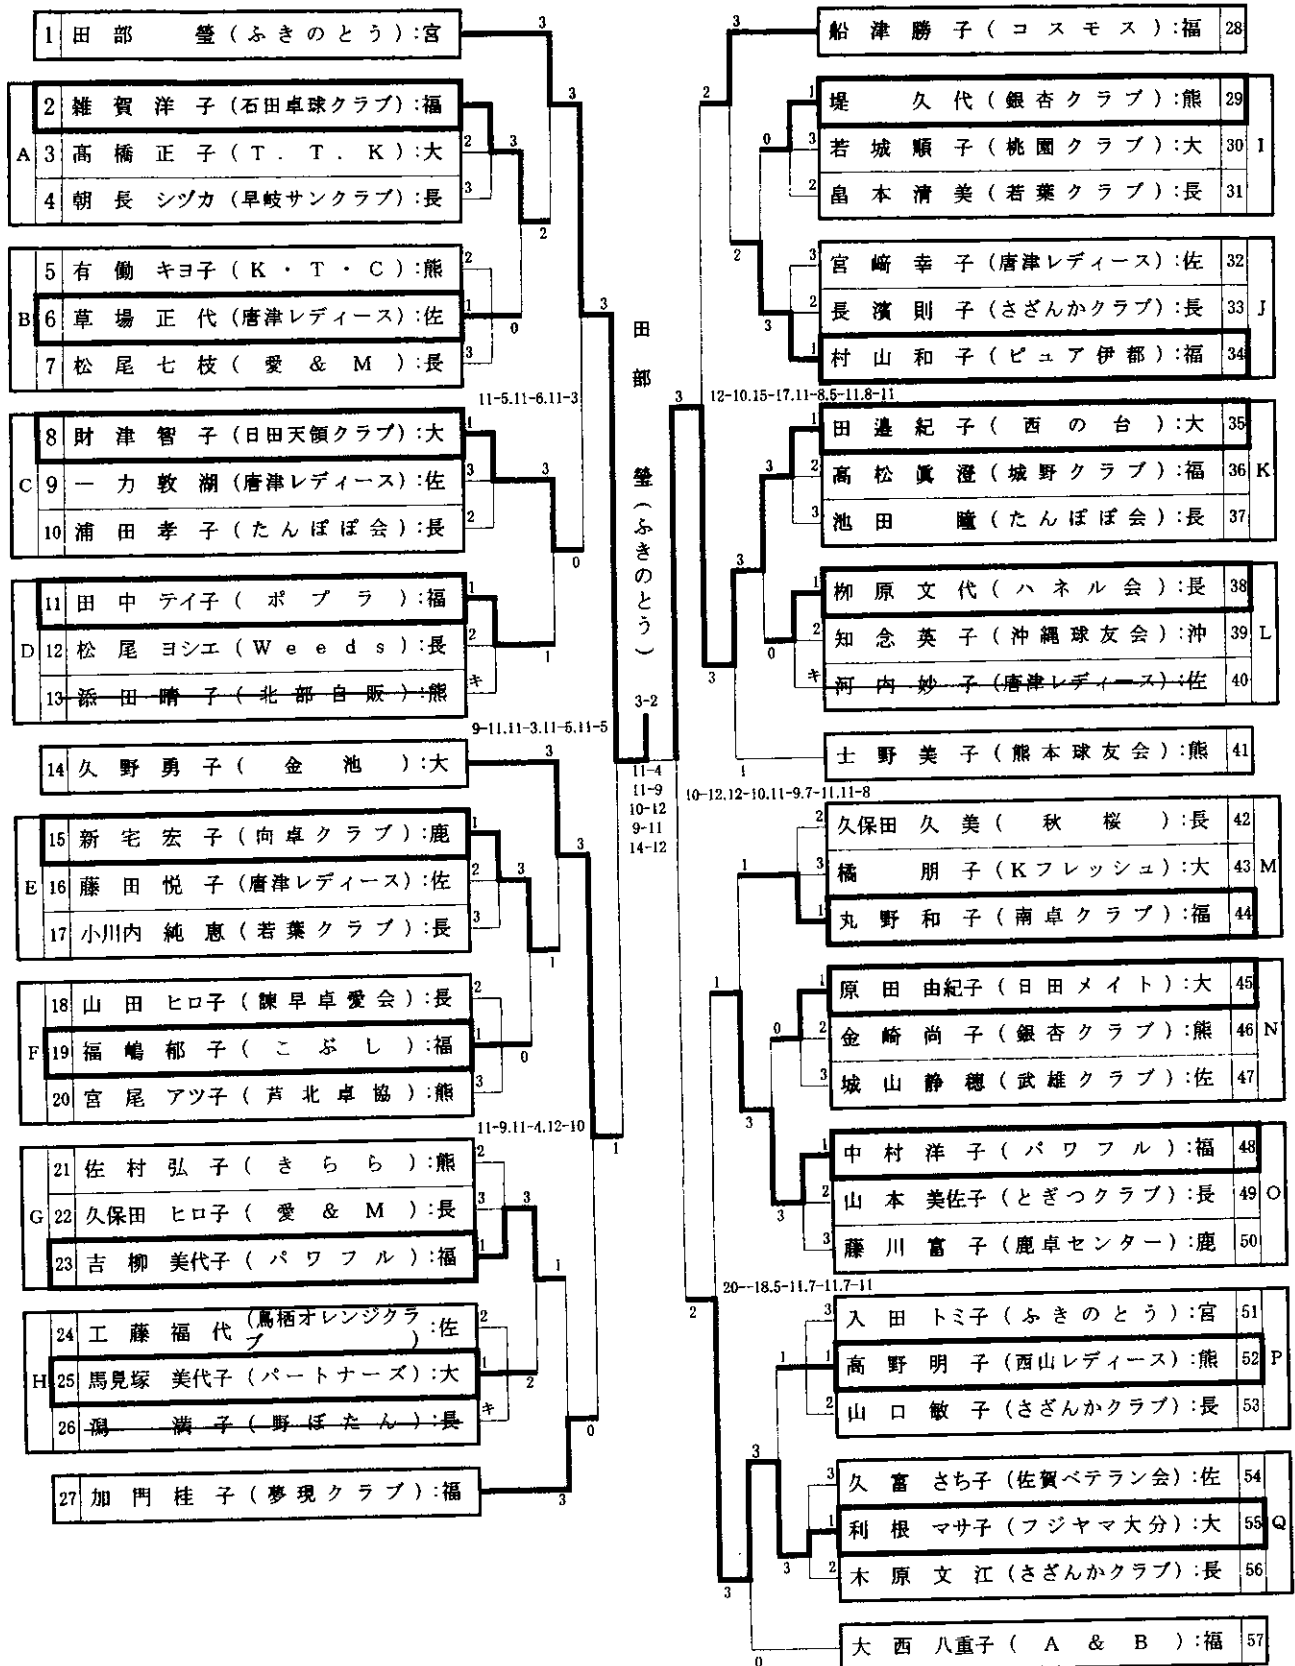 1 田部 瑩 (ふきのとう):宮
A
2 雑賀洋子 (石田卓球クラブ):福
3 髙橋正子 (T.T.K):大
4 朝長シヅカ (早岐サンクラブ):長
B
5 有働キヨ子 (K・T・C):熊
6 草場正代 (唐津レディース):佐
7 松尾七枝 (愛&M):長
C
8 財津智子 (日田天領クラブ):大
9 一力敦湖 (唐津レディース):佐
10 浦田孝子 (たんぽぽ会):長
D
11 田中テイ子 (ポプラ):福
12 松尾ヨシエ (Weeds):長
13 添田晴子 (北部自販):熊
14 久野勇子 (金池):大
E
15 新宅宏子 (向卓クラブ):鹿
16 藤田悦子 (唐津レディース):佐
17 小川内純恵 (若葉クラブ):長
F
18 山田ヒロ子 (諫早卓愛会):長
19 福嶋郁子 (こぶし):福
20 宮尾アツ子 (芦北卓協):熊
G
21 佐村弘子 (きらら):熊
22 久保田ヒロ子 (愛&M):長
23 吉柳美代子 (パワフル):福
H
24 工藤福代 (鳥栖オレンジクラブ):佐
25 馬見塚美代子 (パートナーズ):大
26 満子 (野ぼたん):長
27 加門桂子 (夢現クラブ):福
11-5.11-6.11-3
9-11.11-3.11-5.11-5
11-9.11-4.12-10
田部 瑩(ふきのとう)
3-2
11-4
11-9
10-12
9-11
14-12
12-10.15-17.11-8.5-11.8-11
10-12.12-10.11-9.7-11.11-8
20--18.5-11.7-11.7-11
船津勝子 (コスモス):福 28
堤 久代 (銀杏クラブ):熊 29
若城順子 (桃園クラブ):大 30
畠本清美 (若葉クラブ):長 31
I
宮﨑幸子 (唐津レディース):佐 32
長濱則子 (さざんかクラブ):長 33
村山和子 (ピュア伊都):福 34
J
田邉紀子 (西の台):大 35
高松眞澄 (城野クラブ):福 36
池田 瞳 (たんぽぽ会):長 37
K
栁原文代 (ハネル会):長 38
知念英子 (沖縄球友会):沖 39
河内妙子 (唐津レディース):佐 40
L
士野美子 (熊本球友会):熊 41
久保田久美 (秋桜):長 42
橘 朋子 (Kフレッシュ):大 43
丸野和子 (南卓クラブ):福 44
M
原田由紀子 (日田メイト):大 45
金崎尚子 (銀杏クラブ):熊 46
城山静穂 (武雄クラブ):佐 47
N
中村洋子 (パワフル):福 48
山本美佐子 (とぎつクラブ):長 49
藤川富子 (鹿卓センター):鹿 50
O
入田トミ子 (ふきのとう):宮 51
高野明子 (西山レディース):熊 52
山口敏子 (さざんかクラブ):長 53
P
久富さち子 (佐賀ベテラン会):佐 54
利根マサ子 (フジヤマ大分):大 55
木原文江 (さざんかクラブ):長 56
Q
大西八重子 (A&B):福 57